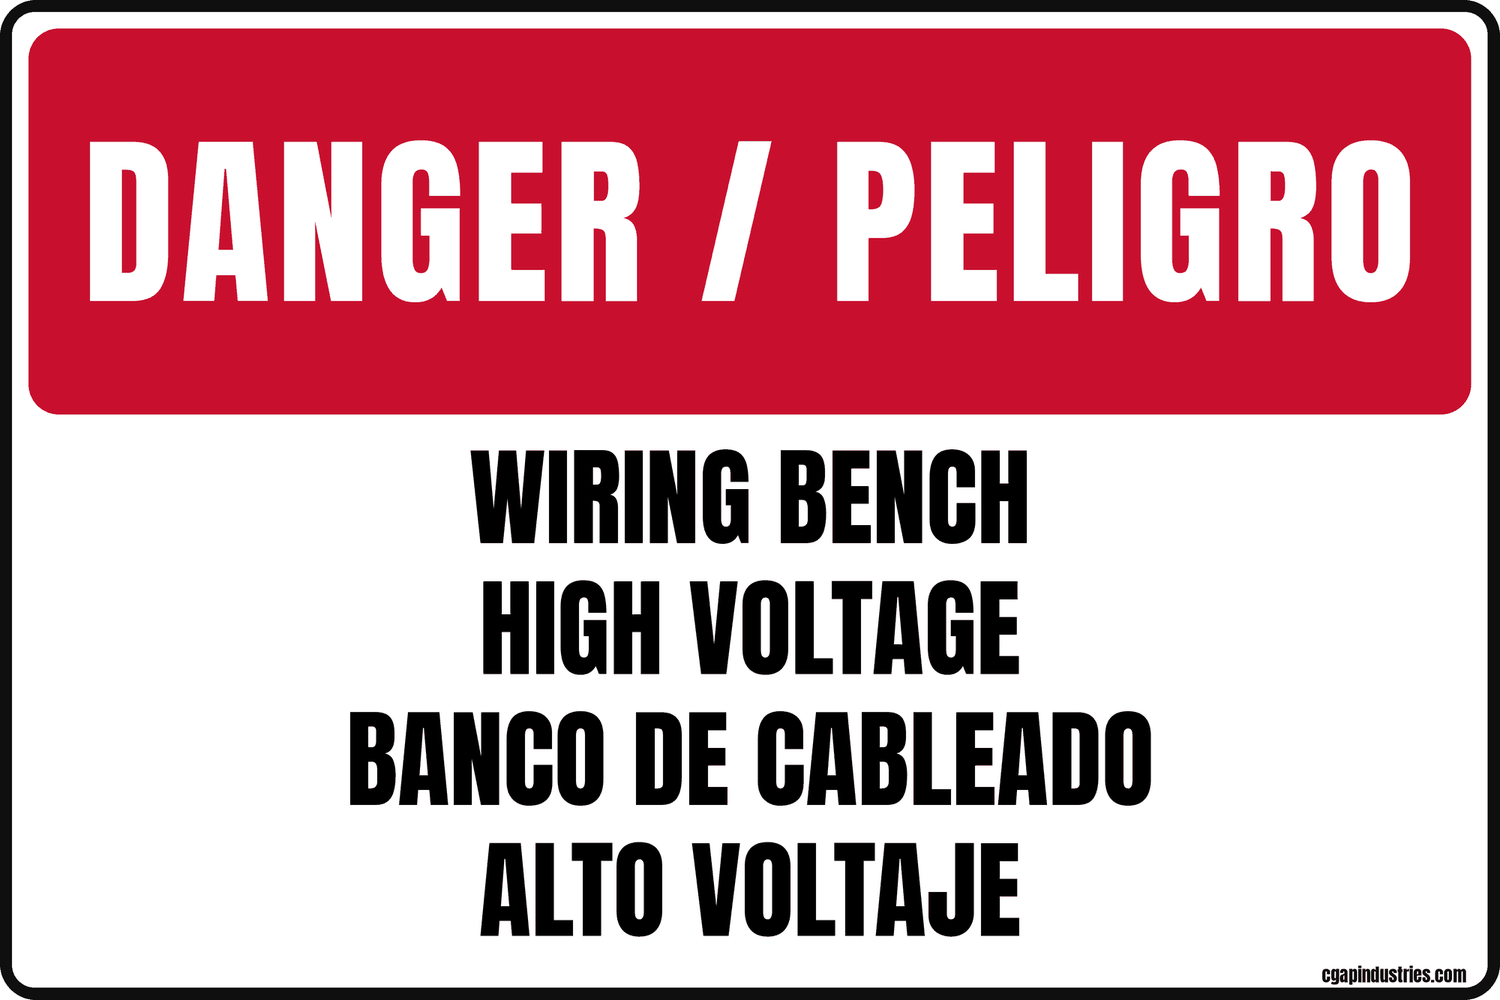 DANGER / PELIGRO
WIRING BENCH
HIGH VOLTAGE
BANCO DE CABLEADO
ALTO VOLTAJE
cgapindustries.com